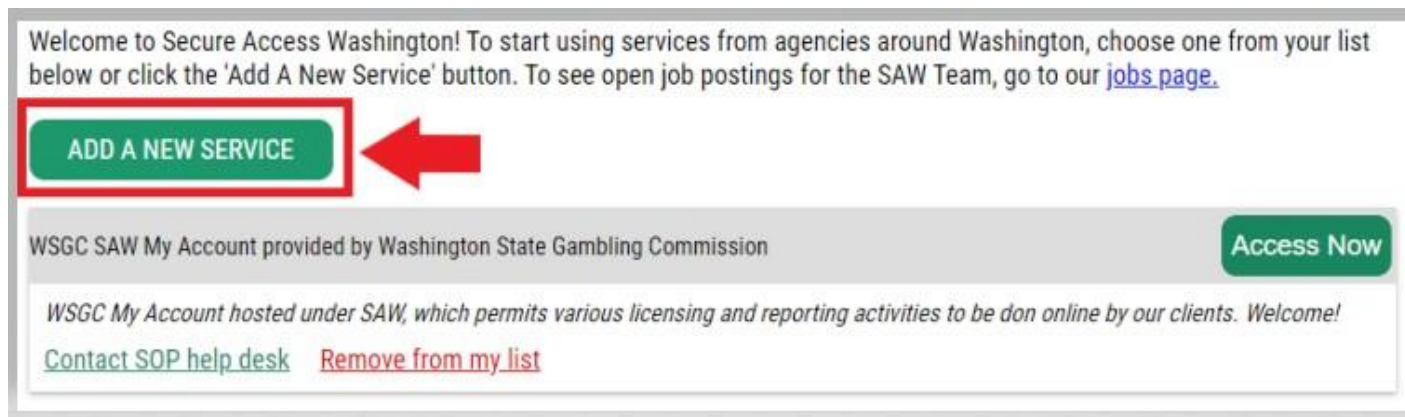 Welcome to Secure Access Washington! To start using services from agencies around Washington, choose one from your list
below or click the 'Add A New Service' button. To see open job postings for the SAW Team, go to our jobs page.
ADD A NEW SERVICE
WSGC SAW My Account provided by Washington State Gambling Commission
Access Now
WSGC My Account hosted under SAW, which permits various licensing and reporting activities to be don online by our clients. Welcome!
Contact SOP help desk Remove from my list